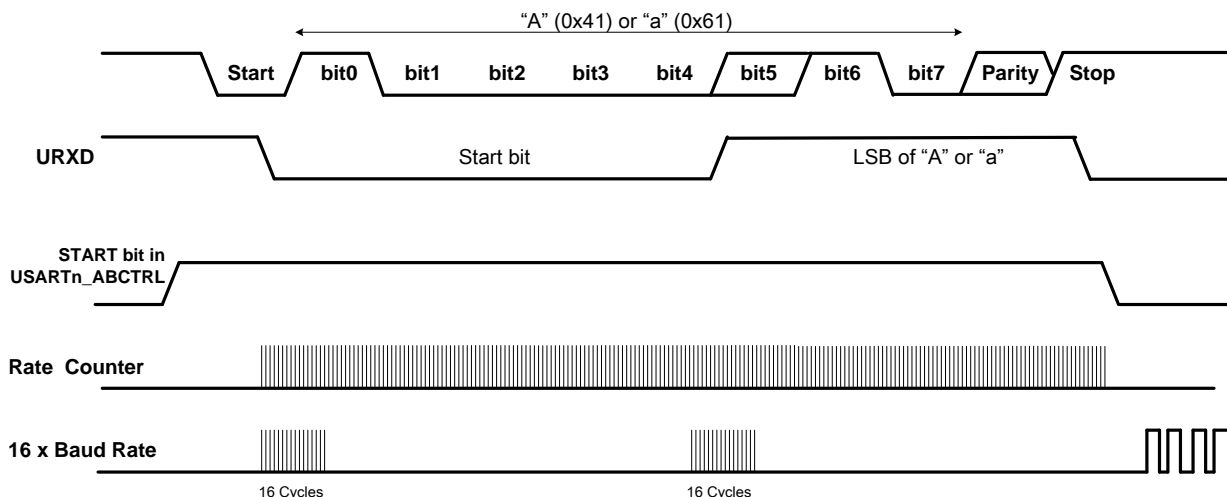 “A” (0x41) or “a” (0x61)
Start bit0 bit1 bit2 bit3 bit4 bit5 bit6 bit7 Parity Stop
URXD Start bit LSB of “A” or “a”
START bit in
USARTn_ABCTRL
Rate Counter
16 x Baud Rate
16 Cycles 16 Cycles